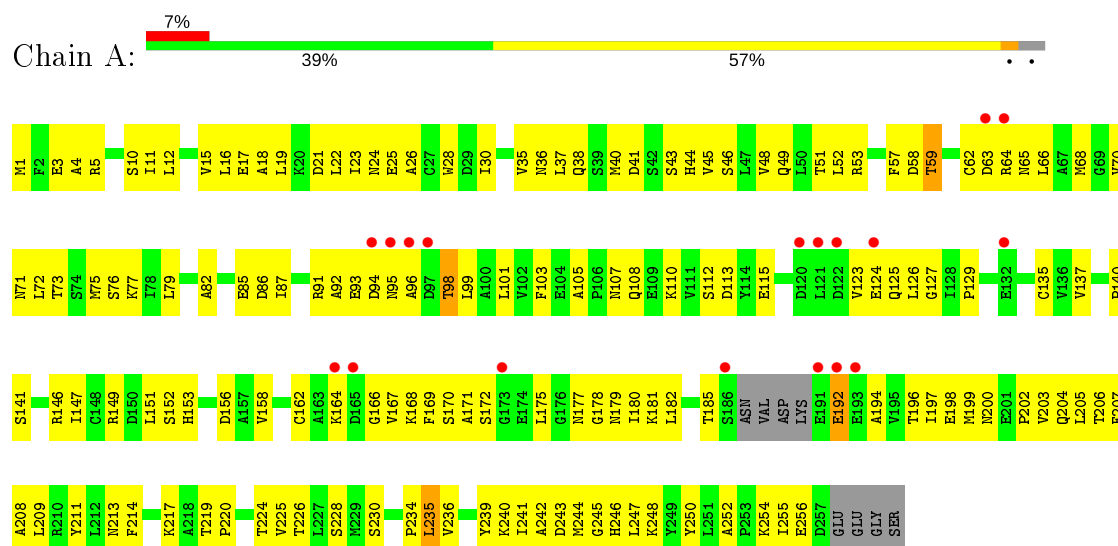 7%
Chain A:
39% 57% • •
M1 F2 E3 A4 R5 S10 I11 L12 V15 L16 E17 A18 L19 K20 D21 L22 I23 N24 E25 A26 C27 W28 D29 I30 V35 N36 L37 Q38 S39 M40 D41 S42 S43 H44 V45 S46 L47 V48 Q49 L50 T51 L52 R53 F57 D58 T59 C62 D63 R64 N65 L66 A67 M68 G69 V70
N71 L72 T73 S74 M75 S76 K77 I78 L79 A82 E85 D86 I87 R91 A92 E93 D94 N95 A96 D97 T98 L99 A100 L101 V102 F103 E104 A105 P106 N107 Q108 E109 K110 V111 S112 D113 Y114 E115 D120 L121 D122 V123 E124 Q125 L126 G127 I128 P129 E132 C135 V136 V137 P140
S141 R146 I147 C148 R149 D150 L151 S152 H153 D156 A157 V158 C162 A163 K164 D165 G166 V167 K168 F169 S170 A171 S172 G173 E174 L175 G176 N177 G178 N179 I180 K181 L182 T185 S186 ASN VAL ASP LYS E191 E192 E193 A194 V195 T196 I197 E198 M199 N200 E201 P202 V203 Q204 L205 T206 F207
A208 L209 R210 Y211 L212 N213 F214 K217 A218 T219 P220 T224 V225 T226 L227 S228 M229 S230 P234 L235 V236 Y239 K240 I241 A242 D243 M244 G245 H246 L247 K248 Y249 Y250 L251 A252 P253 K254 I255 E256 D257 GLU GLU GLY SER